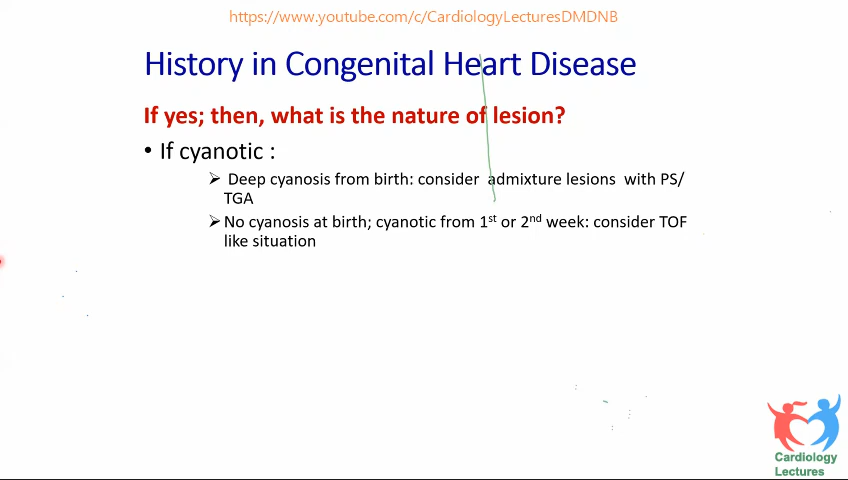 https://www.youtube.com/c/CardiologyLecturesDMDNB
History in Congenital Heart Disease
If yes; then, what is the nature of lesion?
• If cyanotic :
➢ Deep cyanosis from birth: consider admixture lesions with PS/
TGA
➢ No cyanosis at birth; cyanotic from 1st or 2nd week: consider TOF
like situation
Cardiology
Lectures